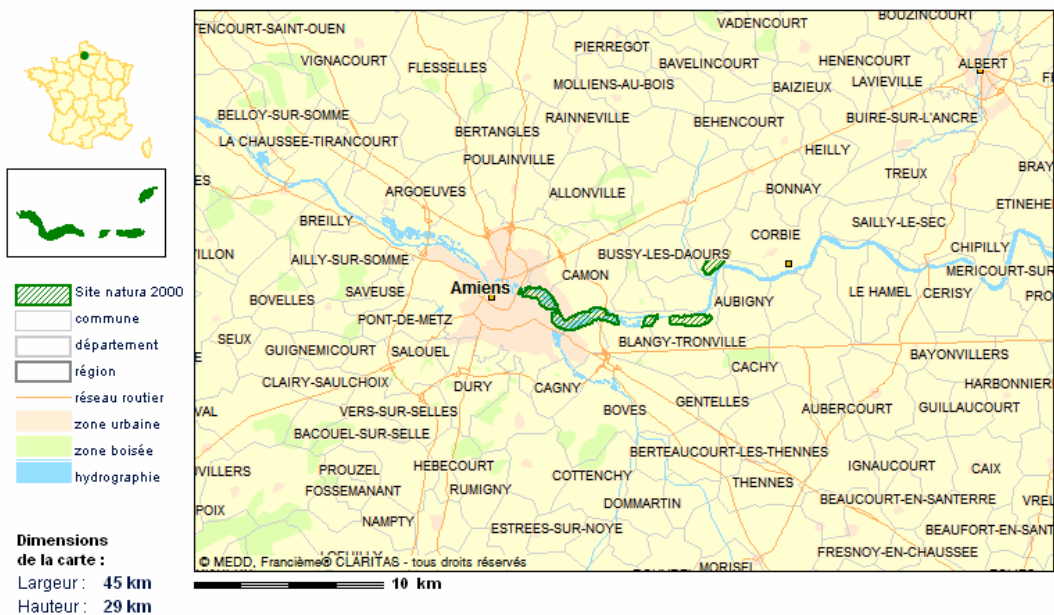 TENCOURT-SAINT-OUEN
VADENCOURT
BOUZINCOURT
PIERREGOT
VIGNACOURT
FLESSELLES
BAVELINCOURT
HENENCOURT
ALBERT
MOLLIENS-AU-BOIS
BAIZIEUX
LAVIEVILLE
BELLOY-SUR-SOMME
RAINNEVILLE
BEHENCOURT
BUIRE-SUR-L'ANCRE
BERTANGLES
LA CHAUSSEE-TIRANCOURT
HEILLY
POULAINVILLE
TREUX
BRAY
ARGOEUVES
ALLONVILLE
BONNAY
ETINEHEM
BREILLY
SAILLY-LE-SEC
CORBIE
CHIPILLY
VILLON
AILLY-SUR-SOMME
BUSSY-LES-DAOURS
CAMON
MERICOURT-SUR
Amiens
SAVEUSE
BOVELLES
AUBIGNY
LE HAMEL
CERISY
PRO
PONT-DE-METZ
SEUX
BLANGY-TRONVILLE
GUIGNEMICOURT
SALOUEL
BAYONVILLERS
CACHY
CLAIRY-SAULCHOIX
DURY
CAGNY
HARBONNIER
GENTELLES
VAL
VERS-SUR-SELLES
BOVES
AUBERCOURT
GUILLAUCOURT
BACOUEL-SUR-SELLE
BERTEAUCOURT-LES-THENNES
UVILLERS
PROUZEL
HEBECOURT
COTTENCHY
IGNAUCOURT
CAIX
THENNES
FOSSEMANANT
RUMIGNY
BEAUCOURT-EN-SANTERRE
VREL
POIX
DOMMARTIN
NAMPTY
ESTREES-SUR-NOYE
BEAUFORT-EN-SANT
FRESNOY-EN-CHAUSSEE
MORISEL
© MEDD, Francième® CLARITAS - tous droits réservés
10 km
Site natura 2000
commune
département
région
réseau routier
zone urbaine
zone boisée
hydrographie
Dimensions
de la carte :
Largeur : 45 km
Hauteur : 29 km